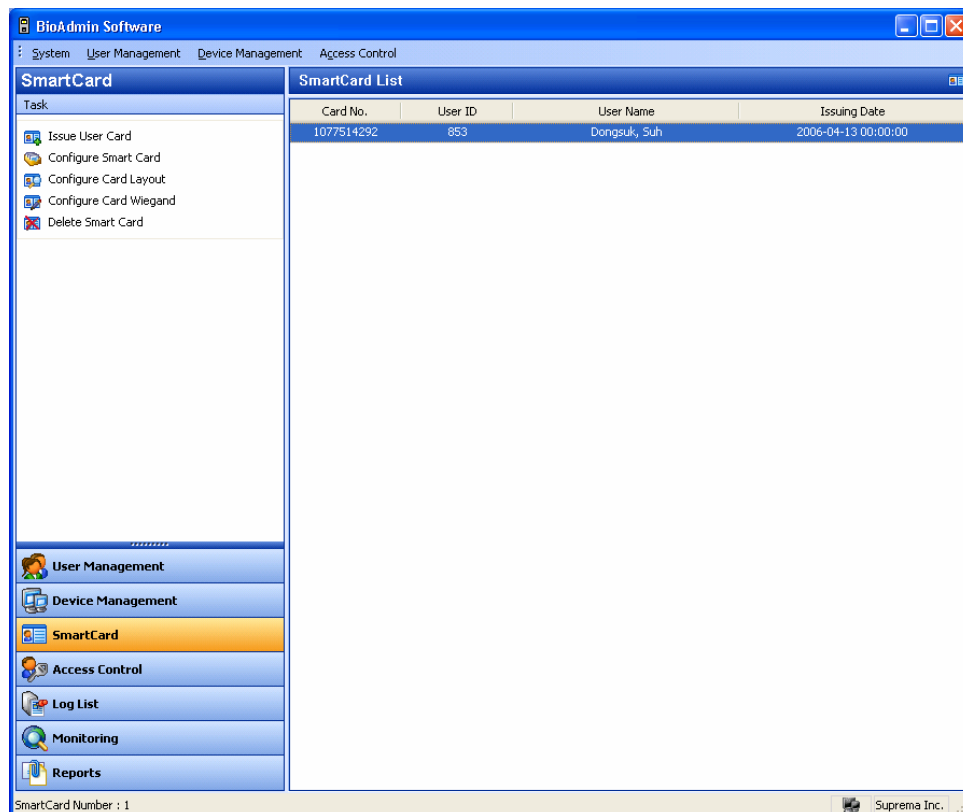 BioAdmin Software
System User Management Device Management Access Control
SmartCard
Task
Issue User Card
Configure Smart Card
Configure Card Layout
Configure Card Wiegand
Delete Smart Card
User Management
Device Management
SmartCard
Access Control
Log List
Monitoring
Reports
SmartCard List
Card No. User ID User Name Issuing Date
1077514292 853 Dongsuk, Suh 2006-04-13 00:00:00
SmartCard Number : 1 Suprema Inc.